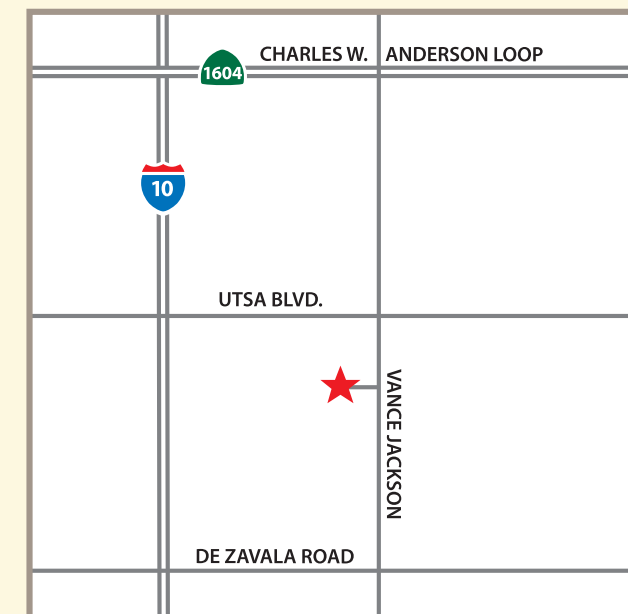 CHARLES W. ANDERSON LOOP
1604
10
UTSA BLVD.
VANCE JACKSON
DE ZAVALA ROAD